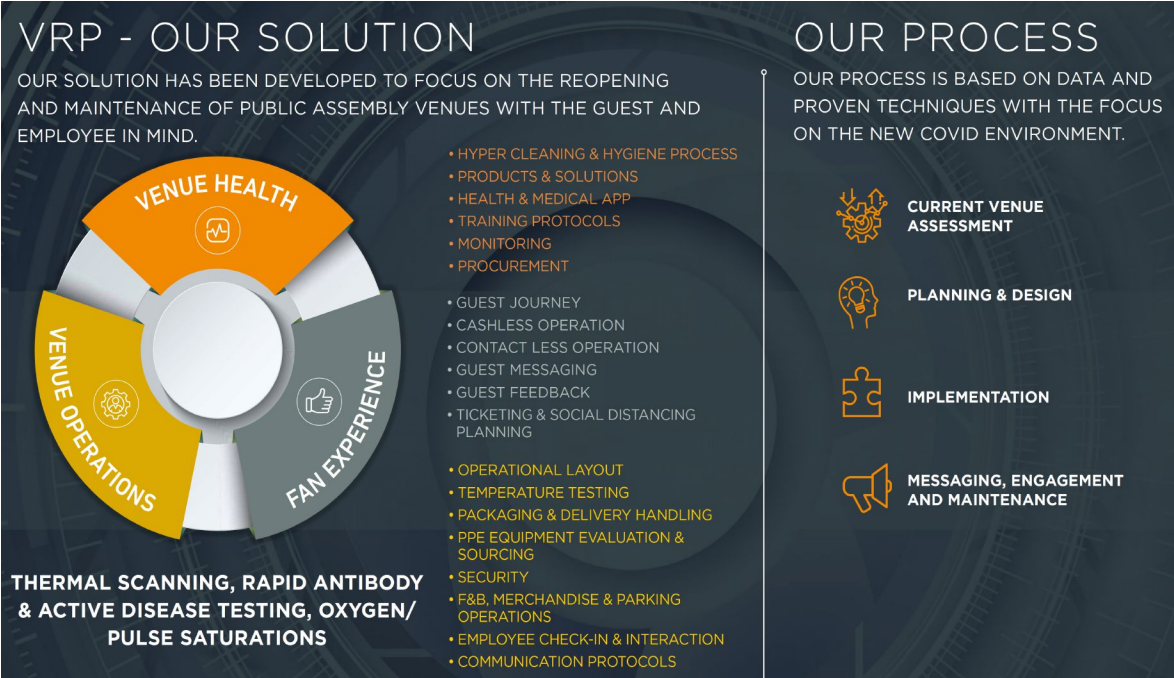 VRP - OUR SOLUTION
OUR SOLUTION HAS BEEN DEVELOPED TO FOCUS ON THE REOPENING
AND MAINTENANCE OF PUBLIC ASSEMBLY VENUES WITH THE GUEST AND
EMPLOYEE IN MIND.
VENUE HEALTH
VENUE OPERATIONS
FAN EXPERIENCE
THERMAL SCANNING, RAPID ANTIBODY
& ACTIVE DISEASE TESTING, OXYGEN/
PULSE SATURATIONS
• HYPER CLEANING & HYGIENE PROCESS
• PRODUCTS & SOLUTIONS
• HEALTH & MEDICAL APP
• TRAINING PROTOCOLS
• MONITORING
• PROCUREMENT
• GUEST JOURNEY
• CASHLESS OPERATION
• CONTACT LESS OPERATION
• GUEST MESSAGING
• GUEST FEEDBACK
• TICKETING & SOCIAL DISTANCING
PLANNING
• OPERATIONAL LAYOUT
• TEMPERATURE TESTING
• PACKAGING & DELIVERY HANDLING
• PPE EQUIPMENT EVALUATION &
SOURCING
• SECURITY
• F&B, MERCHANDISE & PARKING
OPERATIONS
• EMPLOYEE CHECK-IN & INTERACTION
• COMMUNICATION PROTOCOLS
OUR PROCESS
OUR PROCESS IS BASED ON DATA AND
PROVEN TECHNIQUES WITH THE FOCUS
ON THE NEW COVID ENVIRONMENT.
CURRENT VENUE
ASSESSMENT
PLANNING & DESIGN
IMPLEMENTATION
MESSAGING, ENGAGEMENT
AND MAINTENANCE